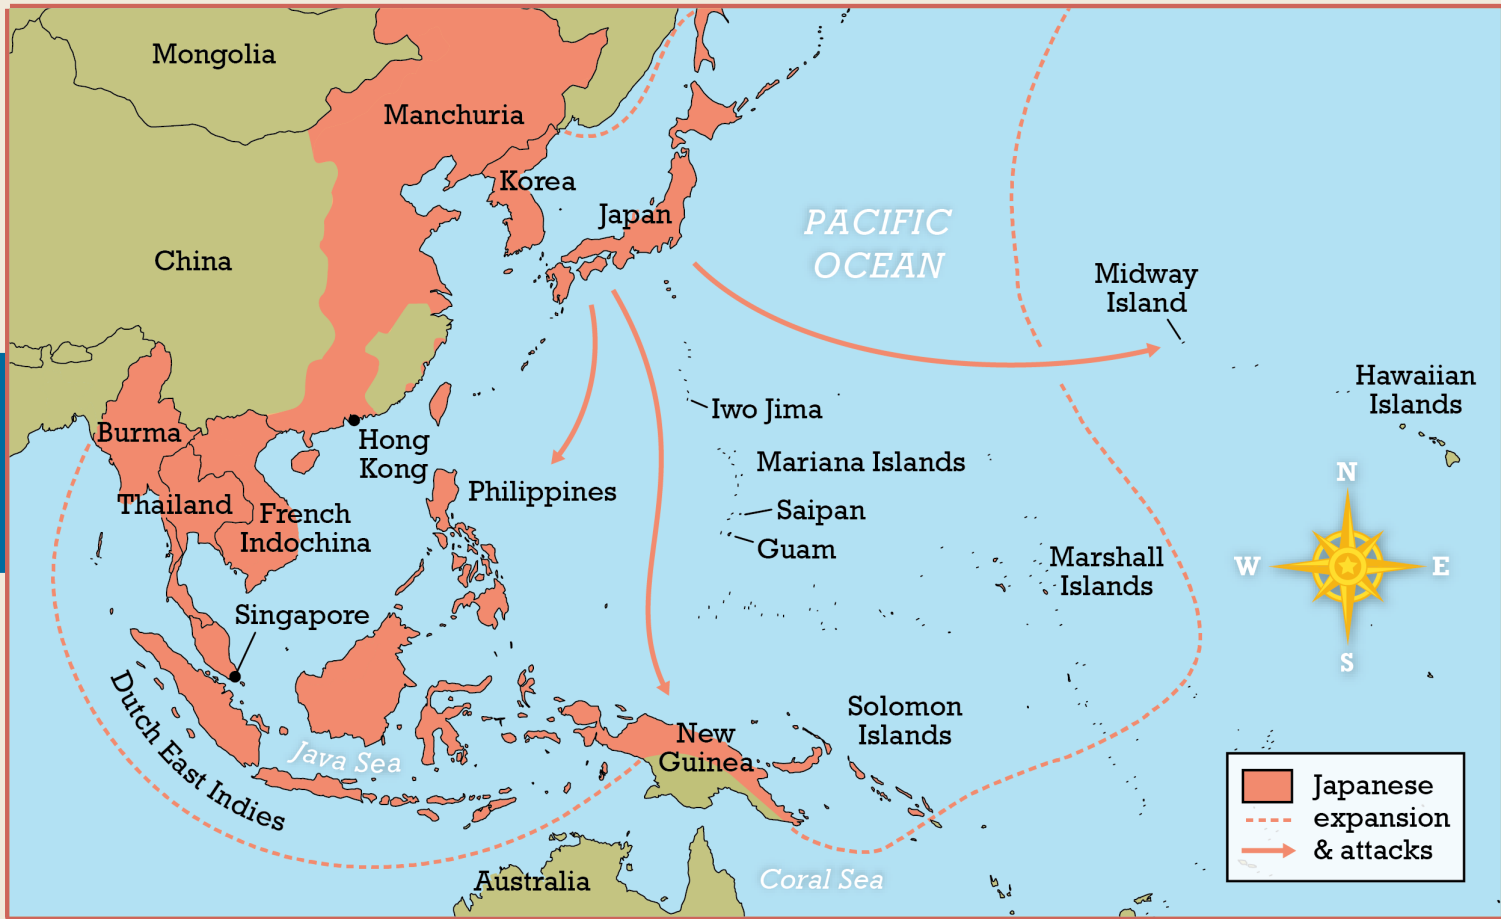 Mongolia
Manchuria
Korea
Japan
China
PACIFIC
OCEAN
Midway
Island
Hawaiian
Islands
Iwo Jima
Burma
Hong
Kong
Mariana Islands
Philippines
Thailand
French
Indochina
Saipan
Guam
Marshall
Islands
N
W
E
S
Singapore
Dutch East Indies
Java Sea
New
Guinea
Solomon
Islands
Australia
Coral Sea
Japanese
expansion
& attacks